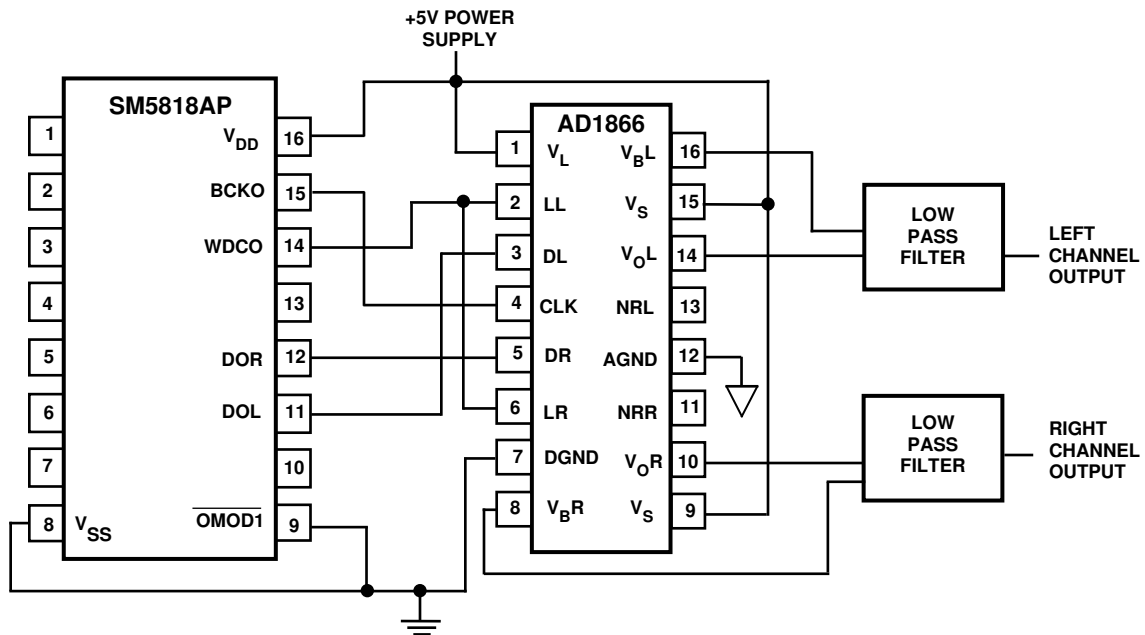 +5V POWER
SUPPLY
SM5818AP
1
2
3
4
5
6
7
8
V_SS
V_DD
16
BCKO
15
WDCO
14
13
DOR
12
DOL
11
10
OMOD1
9
AD1866
1
V_L
2
LL
3
DL
4
CLK
5
DR
6
LR
7
DGND
8
V_BR
V_BL
16
V_S
15
V_OL
14
NRL
13
AGND
12
NRR
11
V_OR
10
V_S
9
LOW
PASS
FILTER
LEFT
CHANNEL
OUTPUT
LOW
PASS
FILTER
RIGHT
CHANNEL
OUTPUT